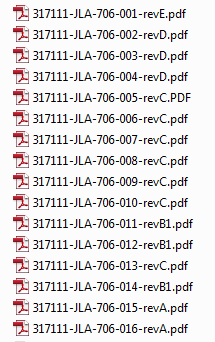 317111-JLA-706-001-revE.pdf
317111-JLA-706-002-revD.pdf
317111-JLA-706-003-revD.pdf
317111-JLA-706-004-revD.pdf
317111-JLA-706-005-revC.PDF
317111-JLA-706-006-revC.pdf
317111-JLA-706-007-revC.pdf
317111-JLA-706-008-revC.pdf
317111-JLA-706-009-revC.pdf
317111-JLA-706-010-revC.pdf
317111-JLA-706-011-revB1.pdf
317111-JLA-706-012-revB1.pdf
317111-JLA-706-013-revC.pdf
317111-JLA-706-014-revB1.pdf
317111-JLA-706-015-revA.pdf
317111-JLA-706-016-revA.pdf